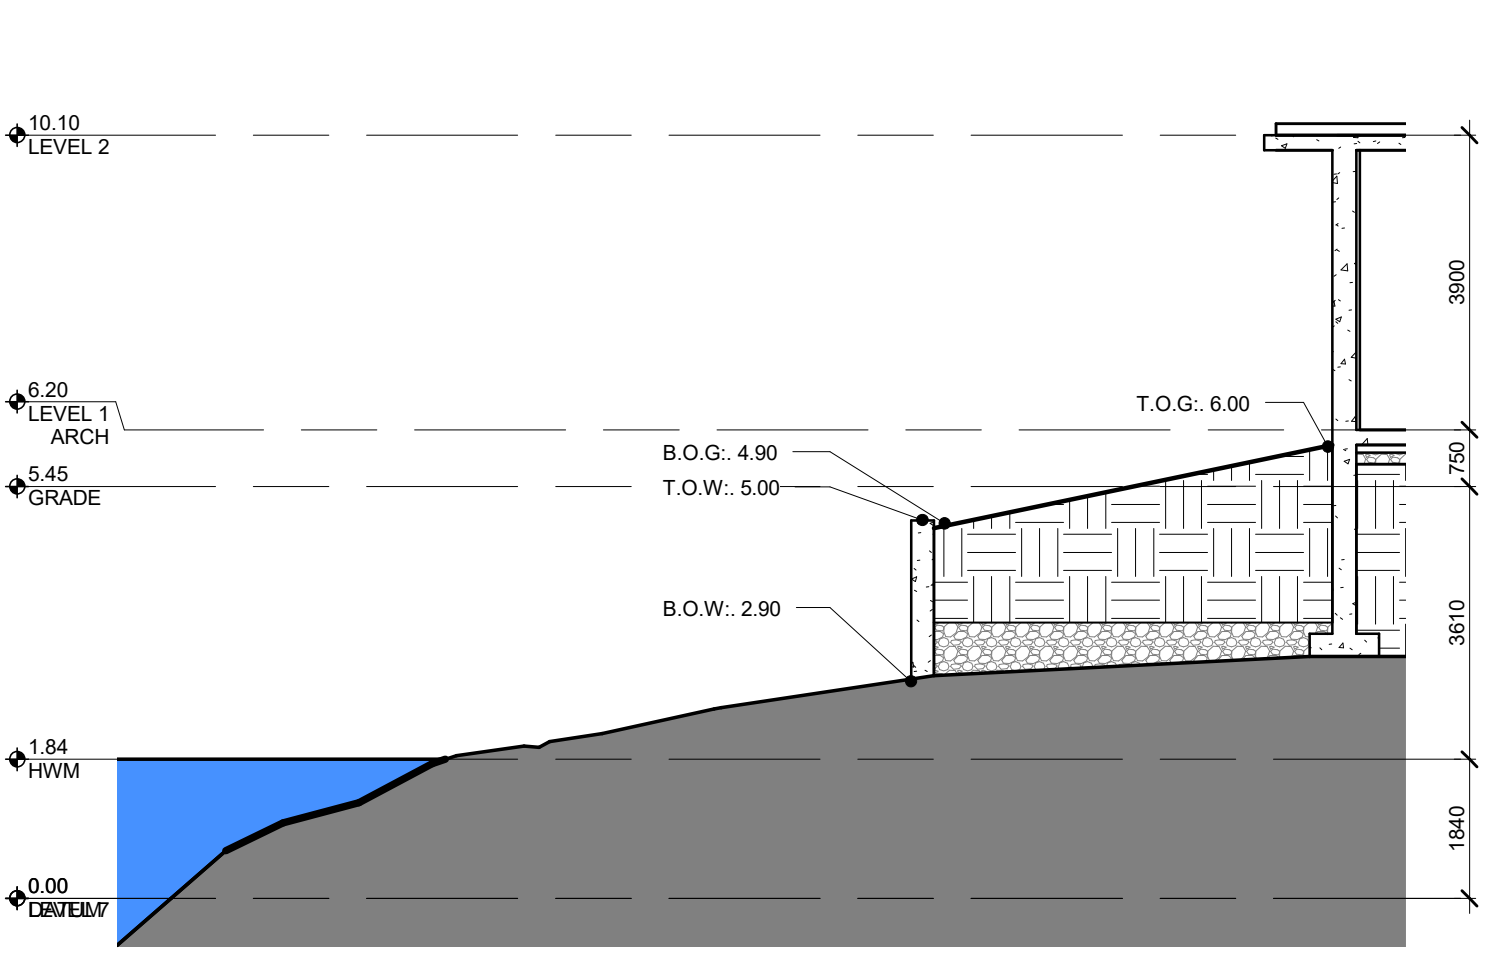 10.10
LEVEL 2
6.20
LEVEL 1
ARCH
T.O.G:. 6.00
B.O.G:. 4.90
T.O.W:. 5.00
5.45
GRADE
B.O.W:. 2.90
1.84
HWM
0.00
3900
750
3610
1840